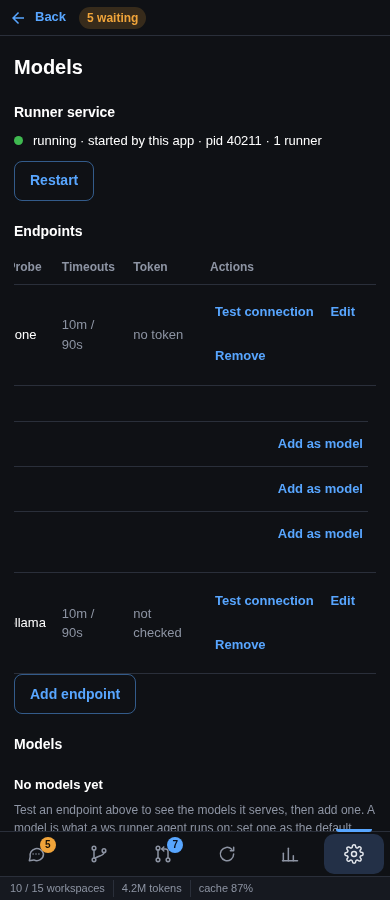 Back 5 waiting
Models
Runner service
running · started by this app · pid 40211 · 1 runner
Restart
Endpoints
Timeouts Token Actions
10m / 90s no token Test connection Edit
Remove
Add as model
Add as model
Add as model
10m / 90s not checked Test connection Edit
Remove
Add endpoint
Models
No models yet
Test an endpoint above to see the models it serves, then add one. A
model is what a ws runner agent runs on; set one as the default
5 7
10 / 15 workspaces 4.2M tokens cache 87%